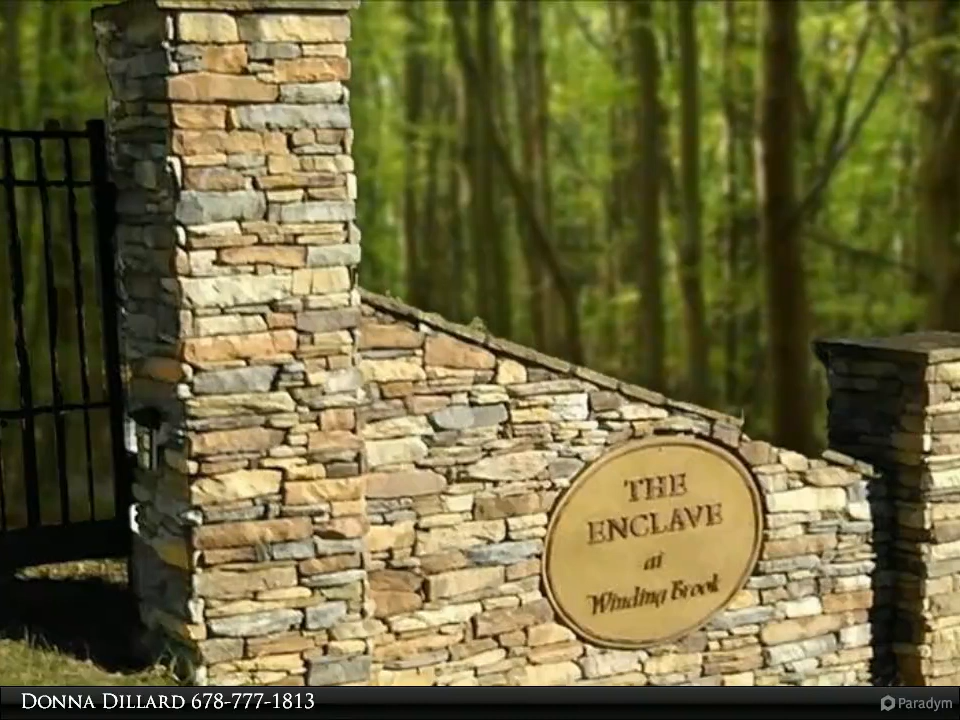 THE
ENCLAVE
at
Winding Brook
DONNA DILLARD 678-777-1813
Paradym